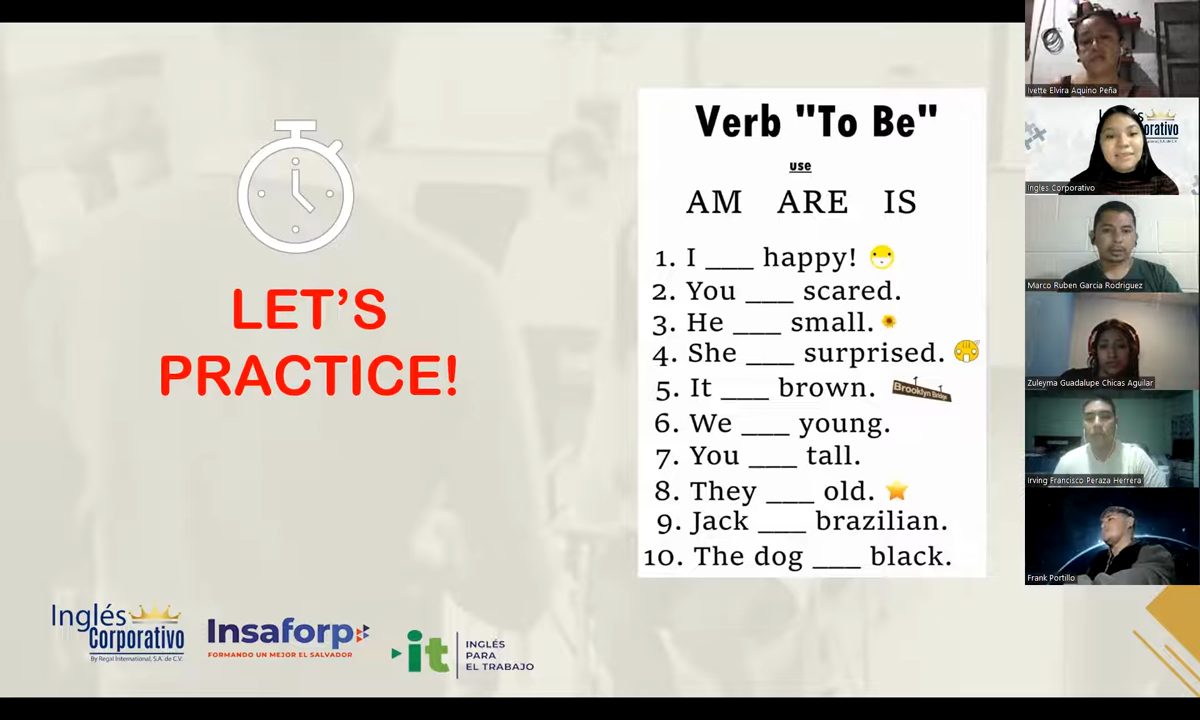 LET'S
PRACTICE!
Verb "To Be"
use
AM ARE IS
1. I ___ happy!
2. You ___ scared.
3. He ___ small.
4. She ___ surprised.
5. It ___ brown.
Brooklyn Bridge
6. We ___ young.
7. You ___ tall.
8. They ___ old.
9. Jack ___ brazilian.
10. The dog ___ black.
Inglés
Corporativo
By Regal International, S.A. de C.V.
Insaforp
FORMANDO UN MEJOR EL SALVADOR
it
INGLÉS
PARA
EL TRABAJO
Ivette Elvira Aquino Peña
Ingles Corporativo
Marco Ruben Garcia Rodriguez
Zuleyma Guadalupe Chicas Aguilar
Irving Francisco Peraza Herrera
Frank Portillo